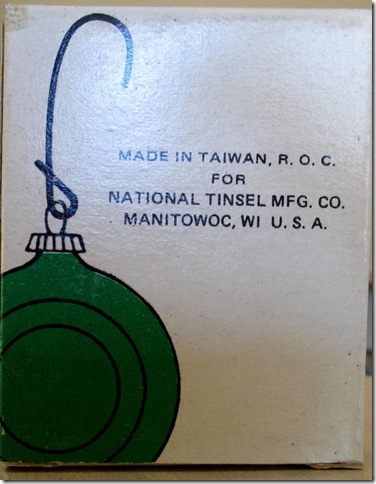 MADE IN TAIWAN, R. O. C.
FOR
NATIONAL TINSEL MFG. CO.
MANITOWOC, WI U. S. A.